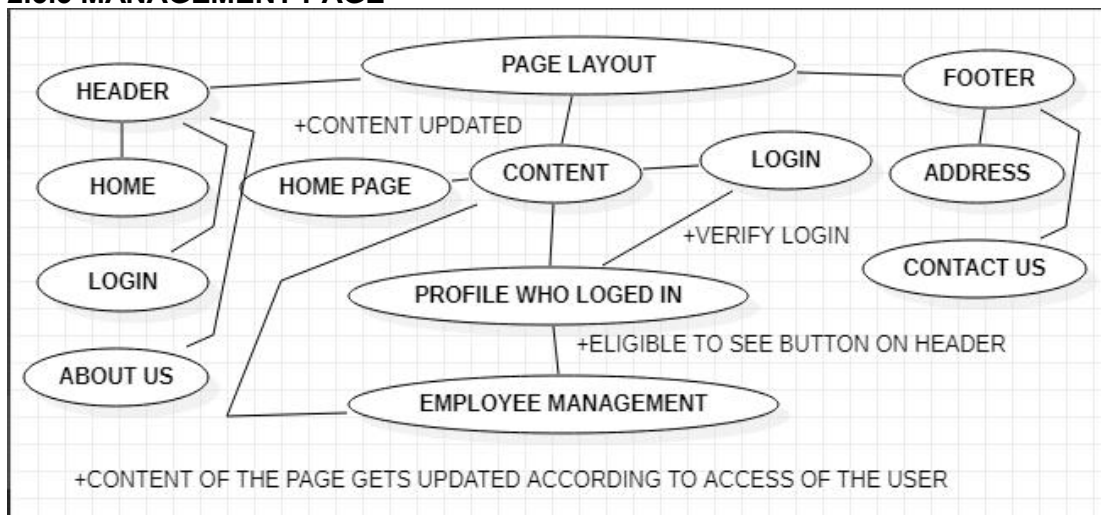 PAGE LAYOUT
HEADER
FOOTER
+CONTENT UPDATED
LOGIN
HOME
HOME PAGE
CONTENT
ADDRESS
+VERIFY LOGIN
LOGIN
CONTACT US
PROFILE WHO LOGED IN
+ELIGIBLE TO SEE BUTTON ON HEADER
ABOUT US
EMPLOYEE MANAGEMENT
+CONTENT OF THE PAGE GETS UPDATED ACCORDING TO ACCESS OF THE USER